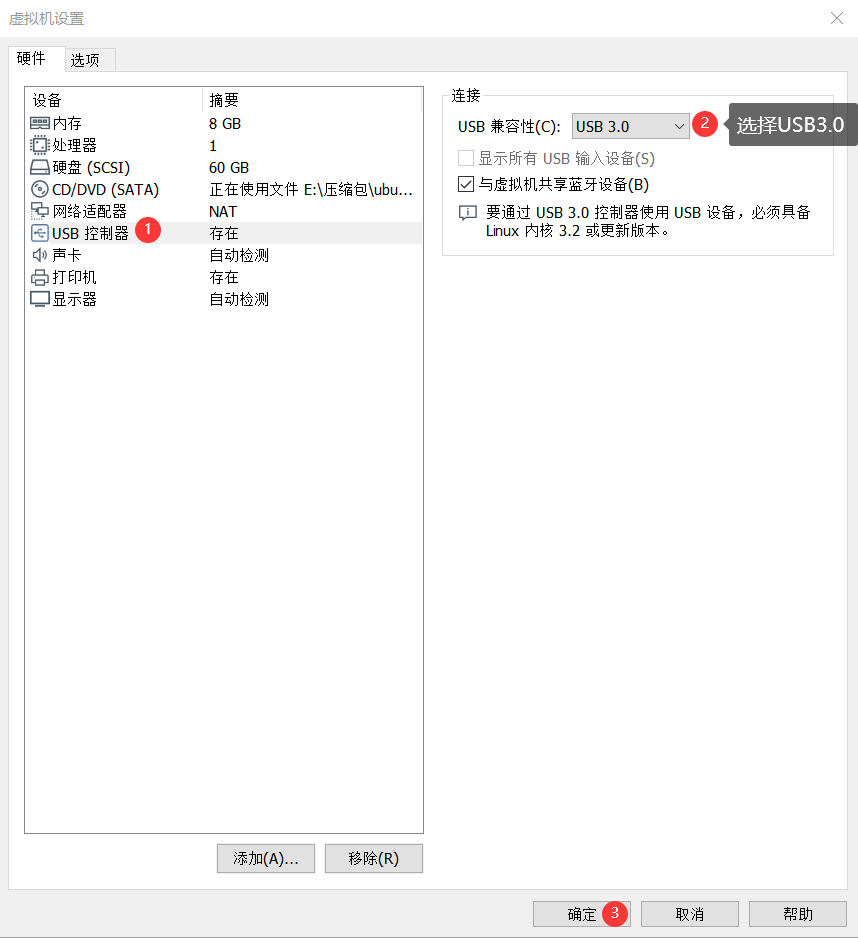 虚拟机设置
硬件 选项
设备 摘要
内存 8 GB
处理器 1
硬盘 (SCSI) 60 GB
CD/DVD (SATA) 正在使用文件 E:\压缩包\ubu...
网络适配器 NAT
USB 控制器 1 存在
声卡 自动检测
打印机 存在
显示器 自动检测
添加(A)... 移除(R)
连接
USB 兼容性(C): USB 3.0 2 选择USB3.0
显示所有 USB 输入设备(S)
与虚拟机共享蓝牙设备(B)
要通过 USB 3.0 控制器使用 USB 设备，必须具备
Linux 内核 3.2 或更新版本。
确定 3 取消 帮助